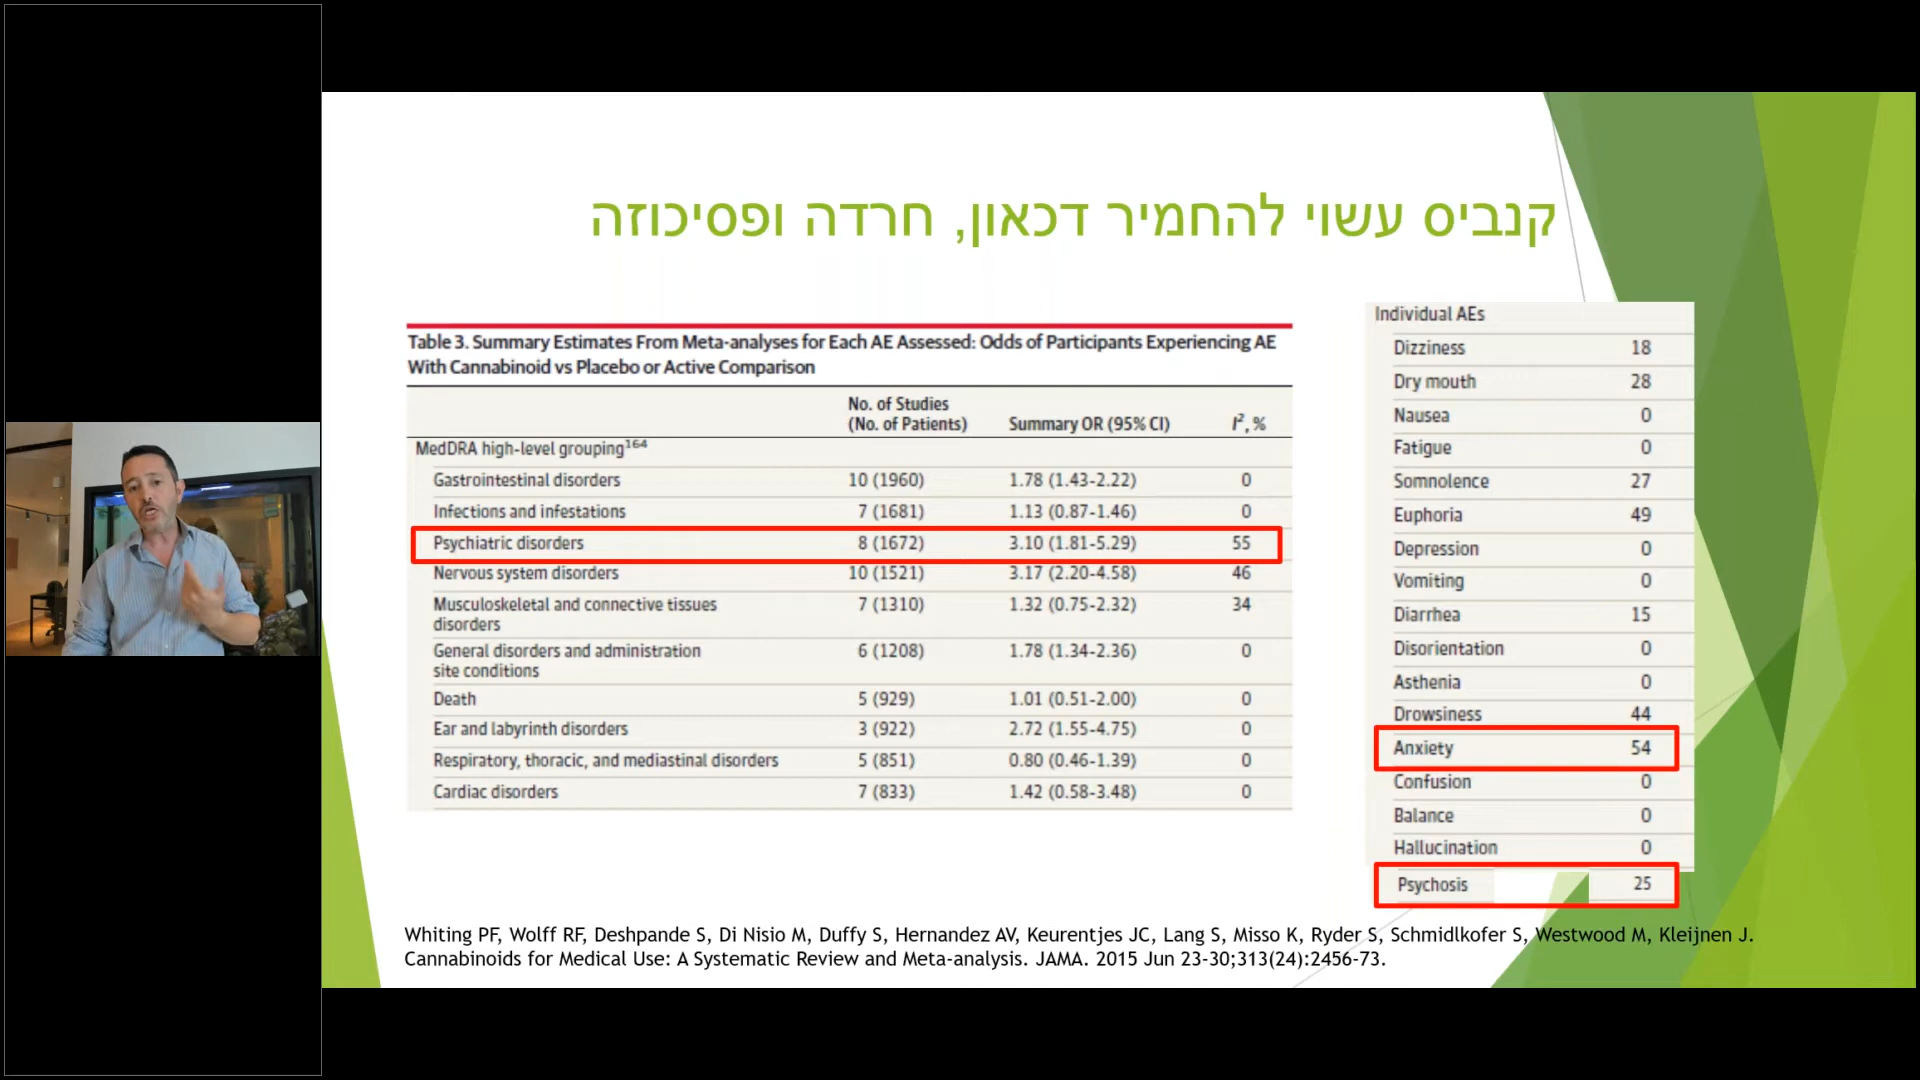 קנביס עשוי להחמיר דכאון, חרדה ופסיכוזה
Table 3. Summary Estimates From Meta-analyses for Each AE Assessed: Odds of Participants Experiencing AE
With Cannabinoid vs Placebo or Active Comparison
No. of Studies
(No. of Patients) Summary OR (95% CI) I², %
MedDRA high-level grouping¹⁶⁴
Gastrointestinal disorders 10 (1960) 1.78 (1.43-2.22) 0
Infections and infestations 7 (1681) 1.13 (0.87-1.46) 0
Psychiatric disorders 8 (1672) 3.10 (1.81-5.29) 55
Nervous system disorders 10 (1521) 3.17 (2.20-4.58) 46
Musculoskeletal and connective tissues 7 (1310) 1.32 (0.75-2.32) 34
disorders
General disorders and administration 6 (1208) 1.78 (1.34-2.36) 0
site conditions
Death 5 (929) 1.01 (0.51-2.00) 0
Ear and labyrinth disorders 3 (922) 2.72 (1.55-4.75) 0
Respiratory, thoracic, and mediastinal disorders 5 (851) 0.80 (0.46-1.39) 0
Cardiac disorders 7 (833) 1.42 (0.58-3.48) 0
Individual AEs
Dizziness 18
Dry mouth 28
Nausea 0
Fatigue 0
Somnolence 27
Euphoria 49
Depression 0
Vomiting 0
Diarrhea 15
Disorientation 0
Asthenia 0
Drowsiness 44
Anxiety 54
Confusion 0
Balance 0
Hallucination 0
Psychosis 25
Whiting PF, Wolff RF, Deshpande S, Di Nisio M, Duffy S, Hernandez AV, Keurentjes JC, Lang S, Misso K, Ryder S, Schmidlkofer S, Westwood M, Kleijnen J.
Cannabinoids for Medical Use: A Systematic Review and Meta-analysis. JAMA. 2015 Jun 23-30;313(24):2456-73.